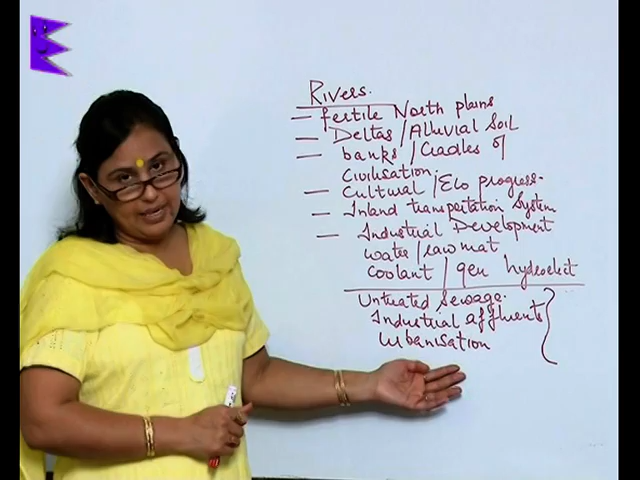 Rivers.
— fertile North plains
— Deltas / Alluvial Soil
— banks / Cradles of
Civilisation
— Cultural / Eco progress.
— Inland transportation System
— Industrial Development
water / raw mat
coolant / gen hydroelect
Untreated Sewage.
Industrial affluents
Urbanisation